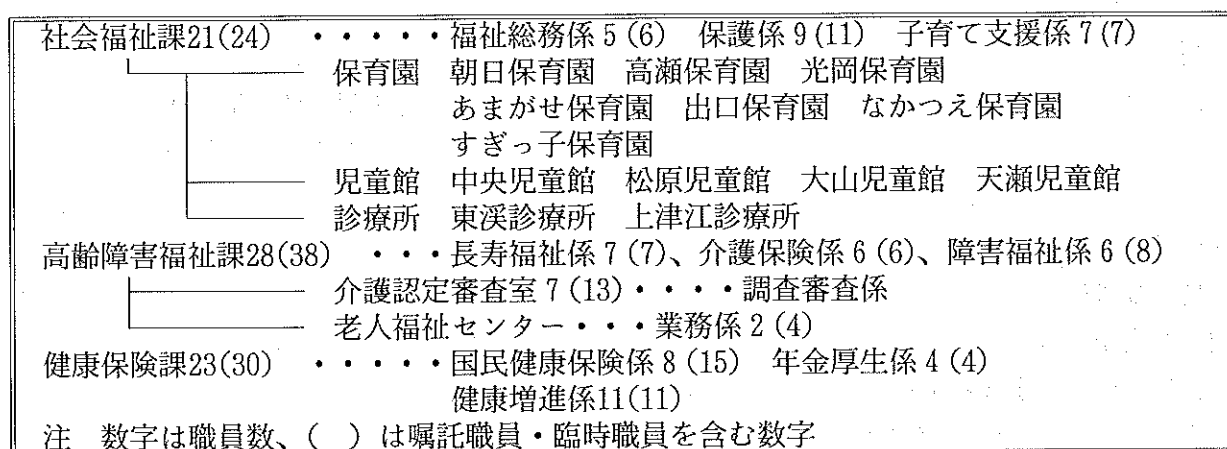 社会福祉課21(24) ・・・・・福祉総務係5(6) 保護係9(11) 子育て支援係7(7)
保育園 朝日保育園 高瀬保育園 光岡保育園
あまがせ保育園 出口保育園 なかつえ保育園
すぎっ子保育園
児童館 中央児童館 松原児童館 大山児童館 天瀬児童館
診療所 東渓診療所 上津江診療所
高齢障害福祉課28(38) ・・・長寿福祉係7(7)、介護保険係6(6)、障害福祉係6(8)
介護認定審査室7(13)・・・・調査審査係
老人福祉センター・・・業務係2(4)
健康保険課23(30) ・・・・・国民健康保険係8(15) 年金厚生係4(4)
健康増進係11(11)
注 数字は職員数、( )は嘱託職員・臨時職員を含む数字